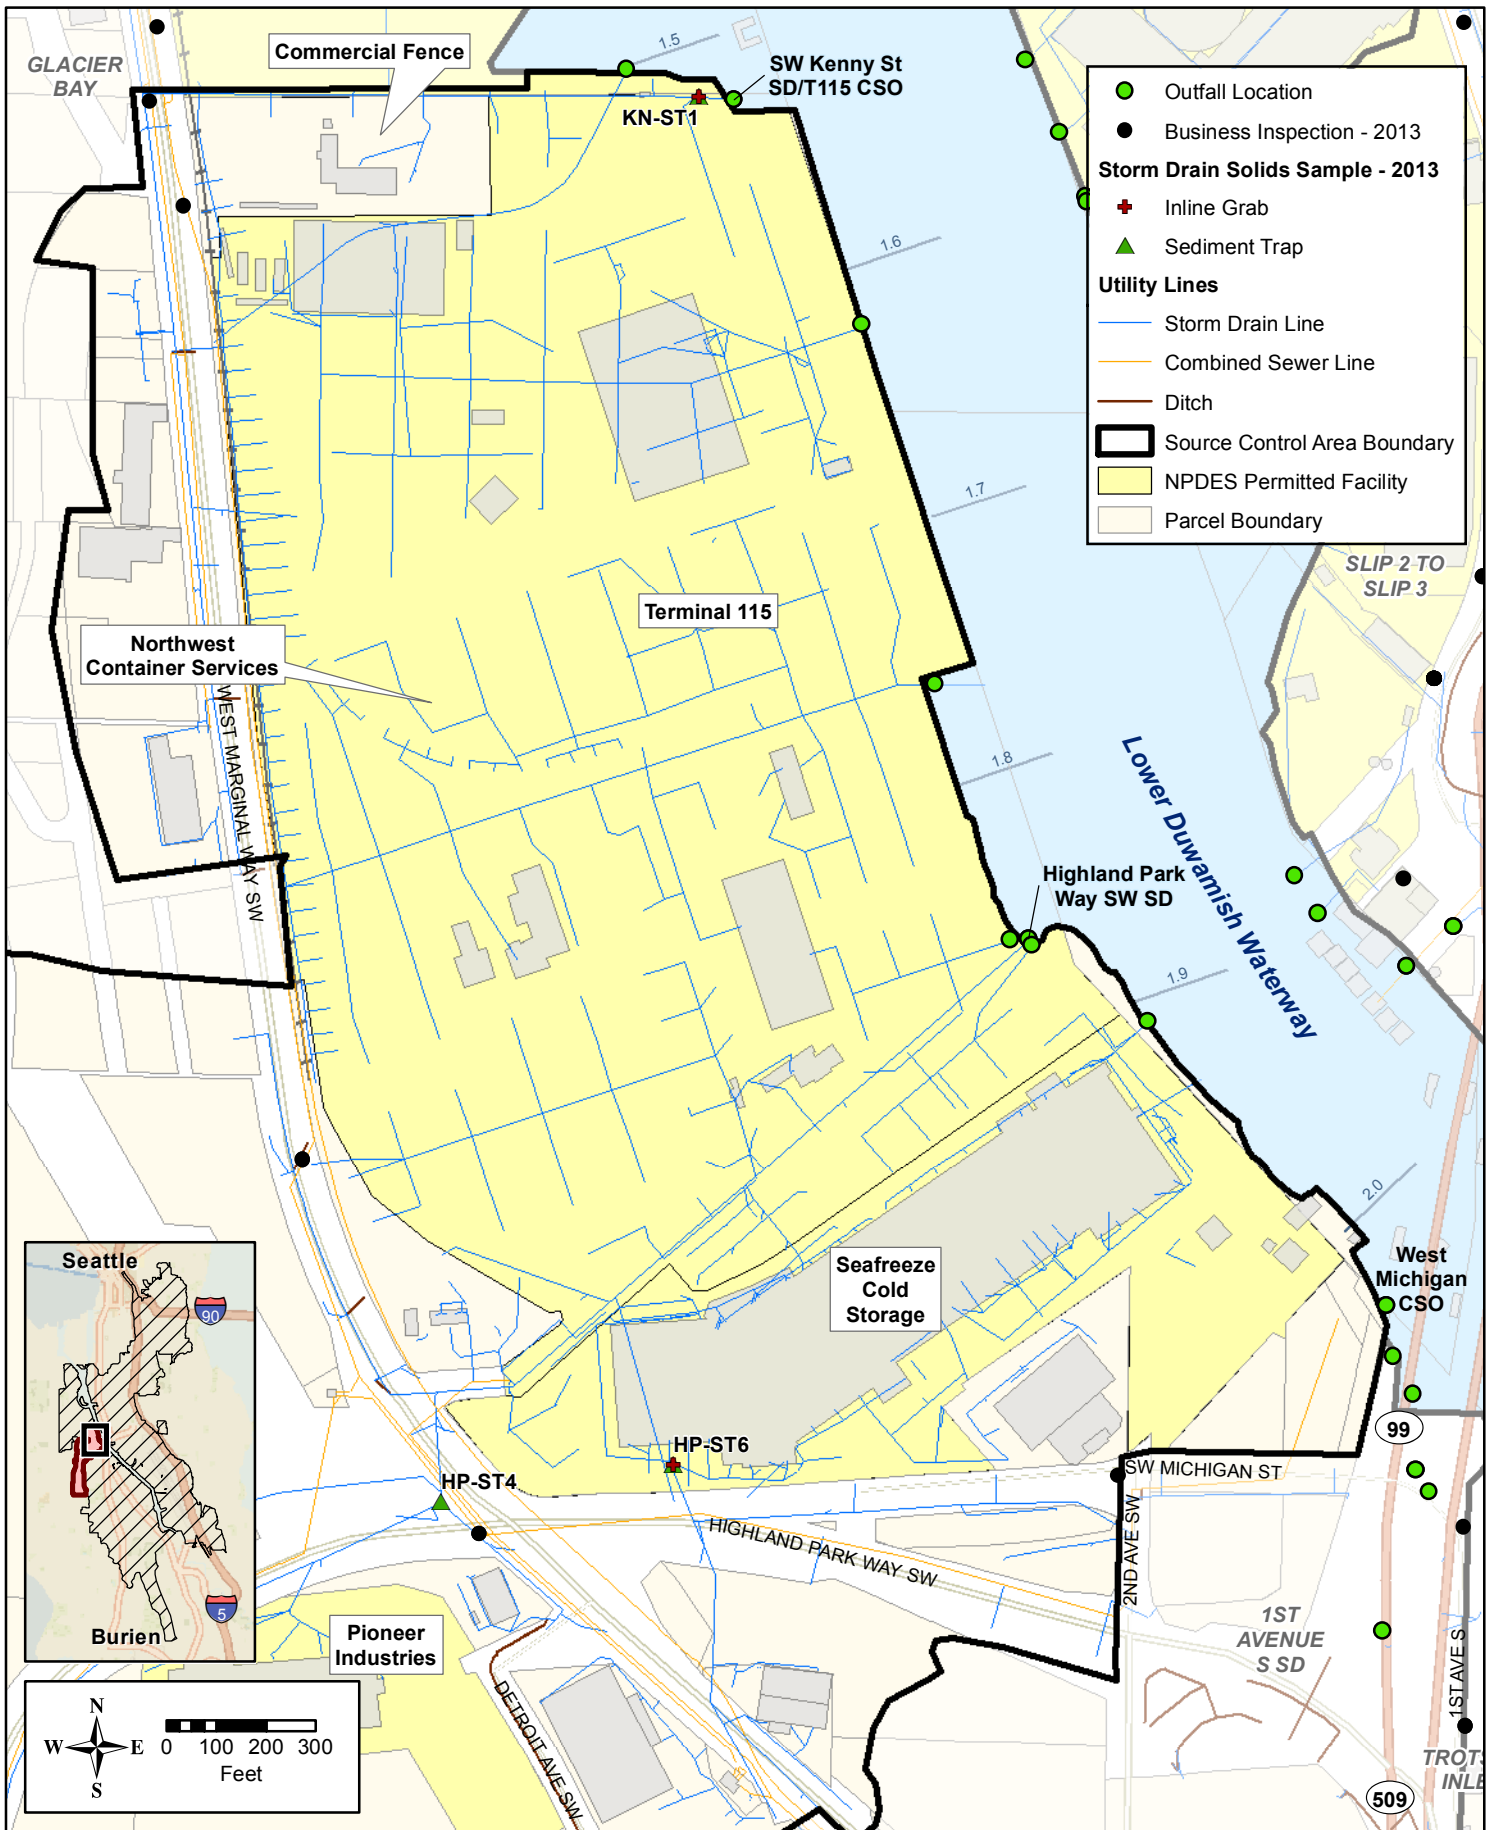 GLACIER
BAY
Commercial Fence
1.5
SW Kenny St
SD/T115 CSO
KN-ST1
Outfall Location
Business Inspection - 2013
Storm Drain Solids Sample - 2013
Inline Grab
Sediment Trap
Utility Lines
Storm Drain Line
Combined Sewer Line
Ditch
Source Control Area Boundary
NPDES Permitted Facility
Parcel Boundary
1.6
1.7
SLIP 2 TO
SLIP 3
Terminal 115
Northwest
Container Services
WEST MARGINAL WAY SW
1.8
Lower Duwamish Waterway
Highland Park
Way SW SD
1.9
2.0
Seafreeze
Cold
Storage
West
Michigan
CSO
Seattle
90
5
Burien
99
HP-ST6
HP-ST4
SW MICHIGAN ST
2ND AVE SW
HIGHLAND PARK WAY SW
1ST
AVENUE
S SD
1ST AVE S
Pioneer
Industries
DETROIT AVE SW
N
W E
S
0 100 200 300
Feet
TROTS
INLE
509